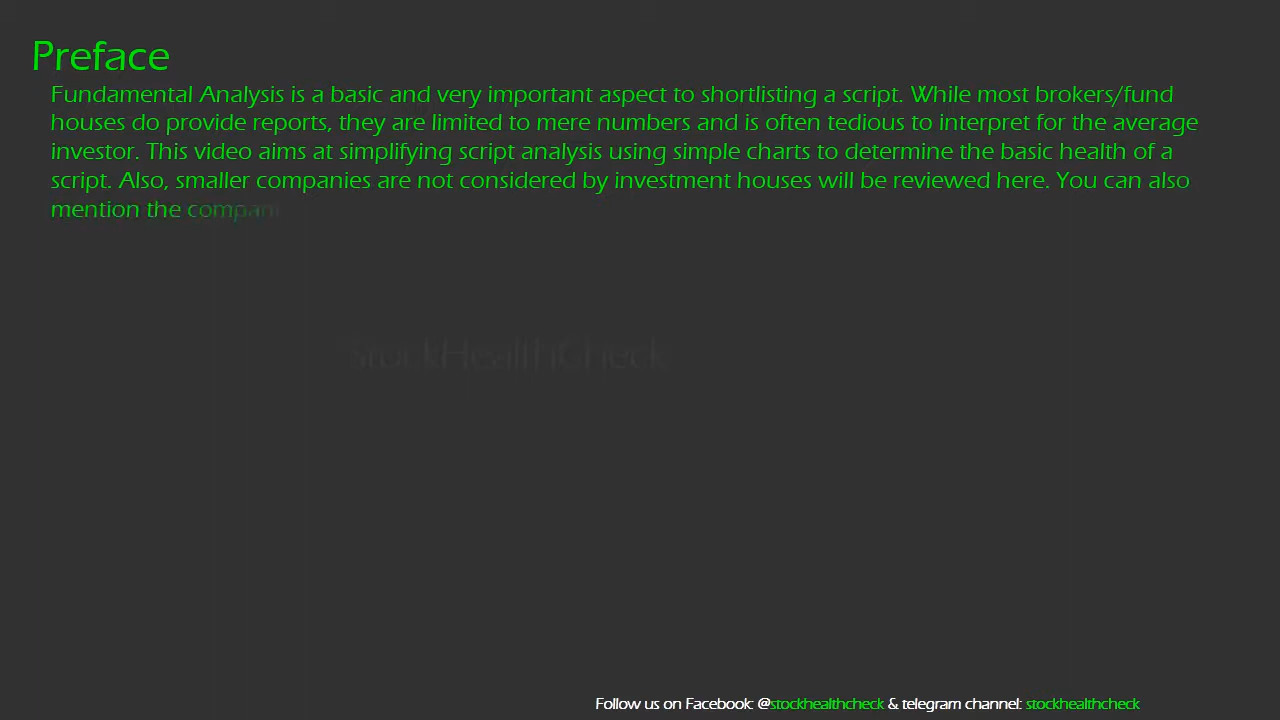 Preface
Fundamental Analysis is a basic and very important aspect to shortlisting a script. While most brokers/fund
houses do provide reports, they are limited to mere numbers and is often tedious to interpret for the average
investor. This video aims at simplifying script analysis using simple charts to determine the basic health of a
script. Also, smaller companies are not considered by investment houses will be reviewed here. You can also
mention the compani
StockHealthCheck
Follow us on Facebook: @stockhealthcheck & telegram channel: stockhealthcheck